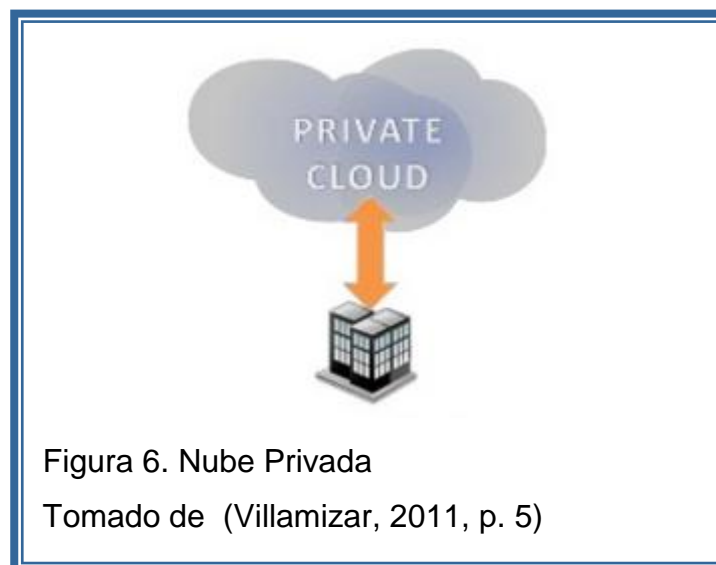 PRIVATE
CLOUD
Figura 6. Nube Privada
Tomado de  (Villamizar, 2011, p. 5)